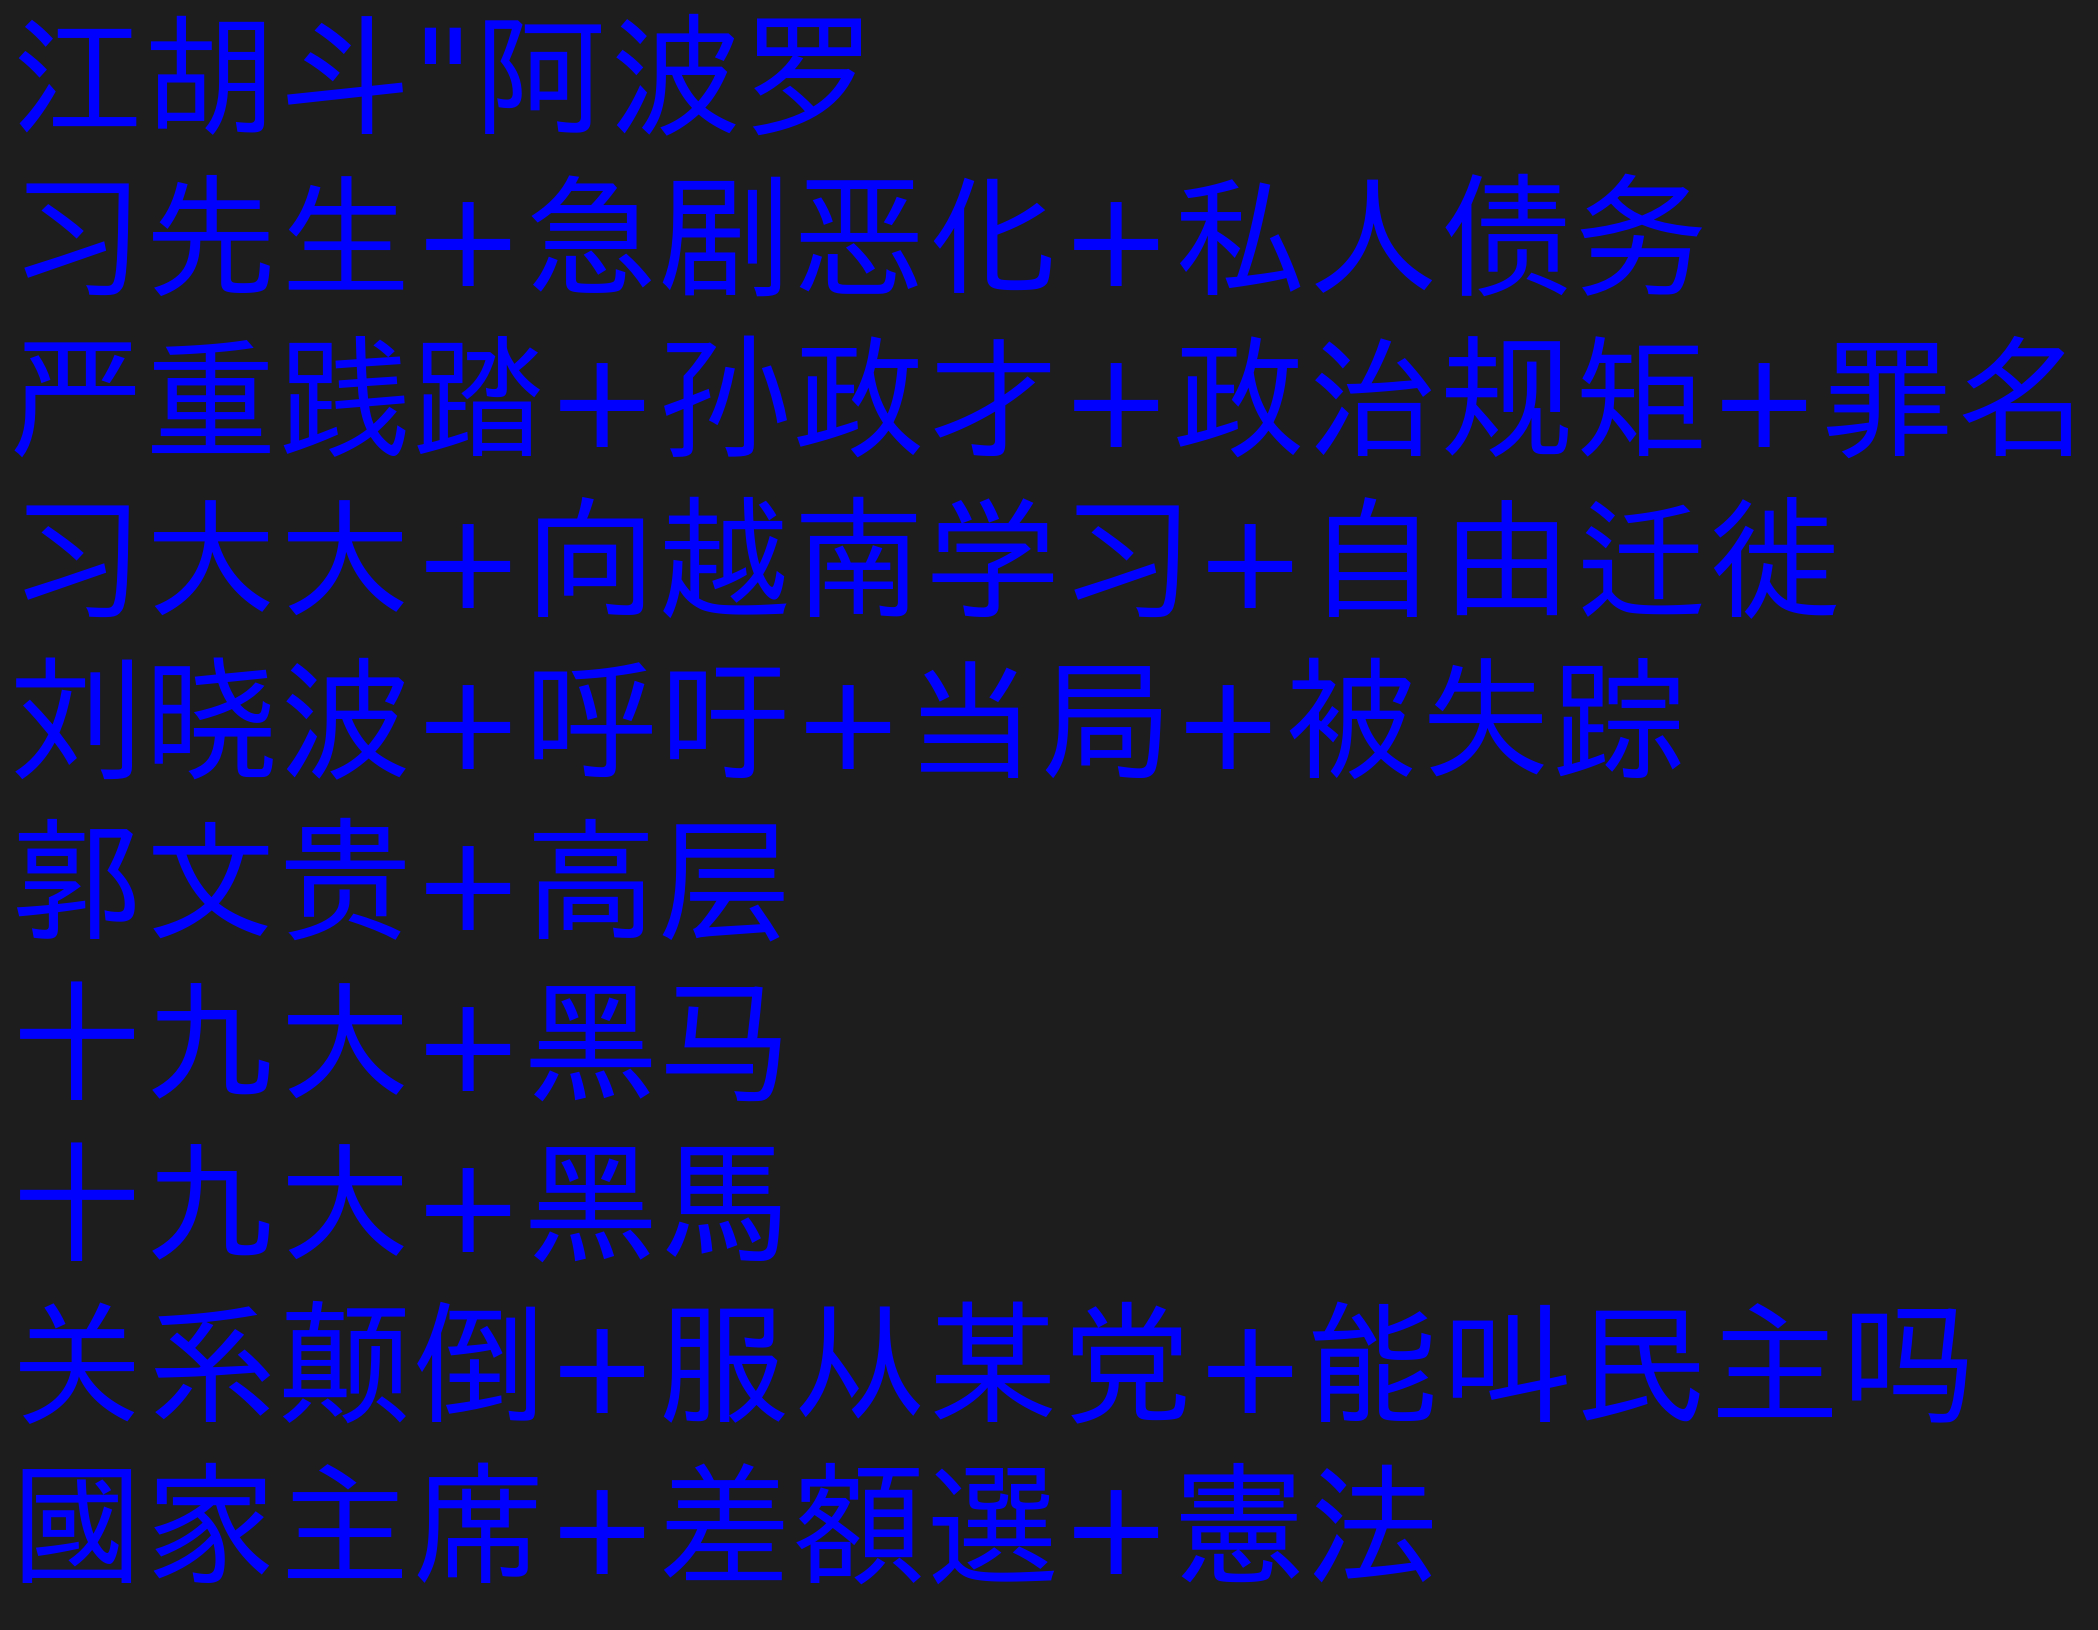 江胡斗"阿波罗
习先生+急剧恶化+私人债务
严重践踏+孙政才+政治规矩+罪名
习大大+向越南学习+自由迁徙
刘晓波+呼吁+当局+被失踪
郭文贵+高层
十九大+黑马
十九大+黑馬
关系颠倒+服从某党+能叫民主吗
國家主席+差額選+憲法